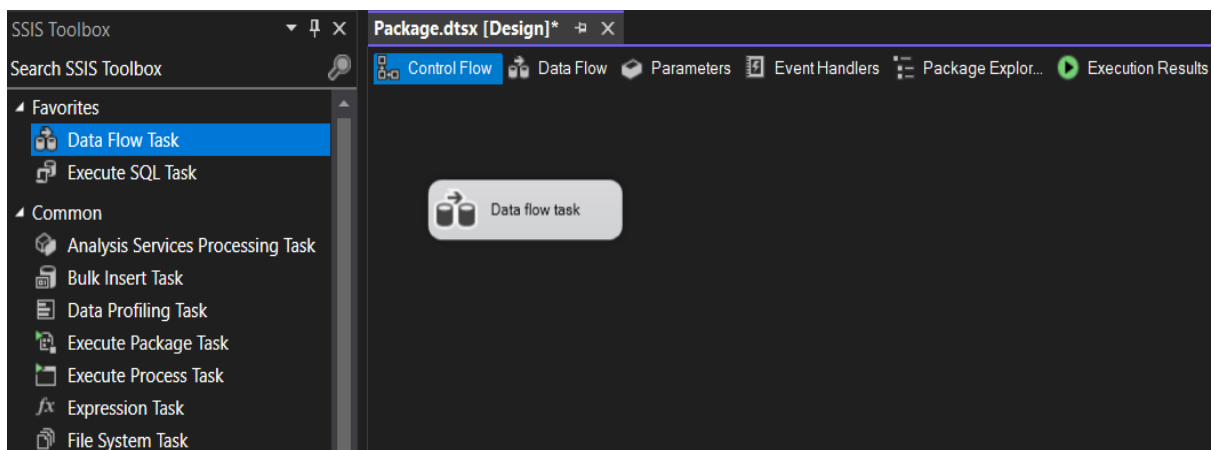 SSIS Toolbox
Search SSIS Toolbox
Favorites
Data Flow Task
Execute SQL Task
Common
Analysis Services Processing Task
Bulk Insert Task
Data Profiling Task
Execute Package Task
Execute Process Task
fx Expression Task
File System Task
Package.dtsx [Design]*
Control Flow Data Flow Parameters Event Handlers Package Explor... Execution Results
Data flow task